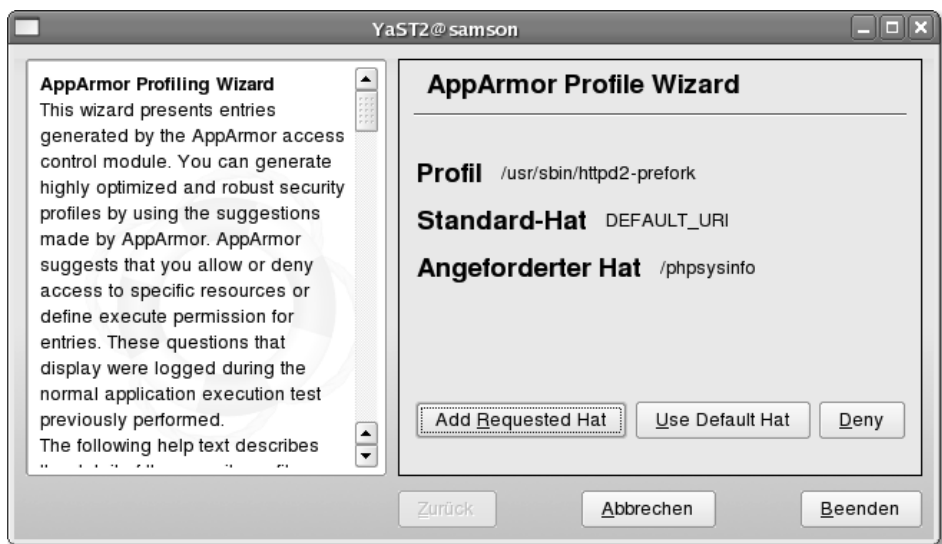 YaST2@samson
AppArmor Profiling Wizard
This wizard presents entries
generated by the AppArmor access
control module. You can generate
highly optimized and robust security
profiles by using the suggestions
made by AppArmor. AppArmor
suggests that you allow or deny
access to specific resources or
define execute permission for
entries. These questions that
display were logged during the
normal application execution test
previously performed.
The following help text describes
AppArmor Profile Wizard
Profil /usr/sbin/httpd2-prefork
Standard-Hat DEFAULT_URI
Angeforderter Hat /phpsysinfo
Add Requested Hat Use Default Hat Deny
Zurück Abbrechen Beenden